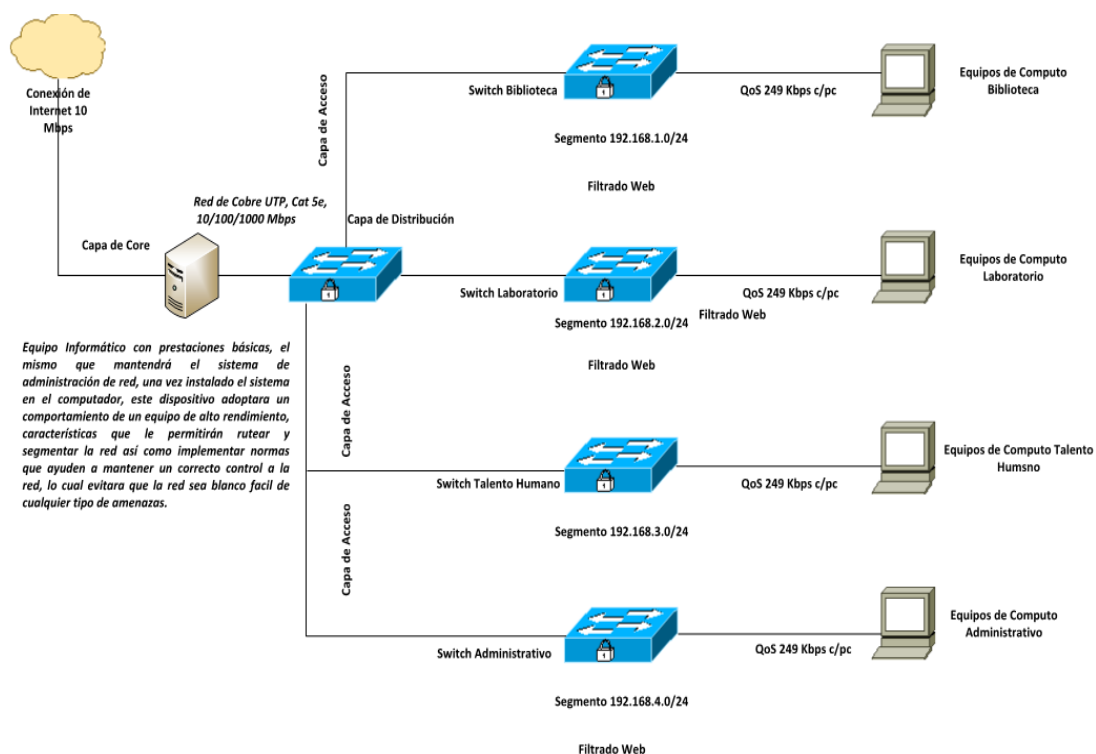 Conexión de
Internet 10
Mbps
Capa de Acceso
Switch Biblioteca
QoS 249 Kbps c/pc
Equipos de Computo
Biblioteca
Segmento 192.168.1.0/24
Filtrado Web
Red de Cobre UTP, Cat 5e,
10/100/1000 Mbps
Capa de Distribución
Capa de Core
Switch Laboratorio
QoS 249 Kbps c/pc
Equipos de Computo
Laboratorio
Filtrado Web
Segmento 192.168.2.0/24
Filtrado Web
Equipo Informático con prestaciones básicas, el
mismo que mantendrá el sistema de
administración de red, una vez instalado el sistema
en el computador, este dispositivo adoptara un
comportamiento de un equipo de alto rendimiento,
características que le permitirán rutear y
segmentar la red así como implementar normas
que ayuden a mantener un correcto control a la
red, lo cual evitara que la red sea blanco facil de
cualquier tipo de amenazas.
Capa de Acceso
Switch Talento Humano
QoS 249 Kbps c/pc
Equipos de Computo Talento
Humsno
Segmento 192.168.3.0/24
Capa de Acceso
Switch Administrativo
QoS 249 Kbps c/pc
Equipos de Computo
Administrativo
Segmento 192.168.4.0/24
Filtrado Web
1
1
1
1
1